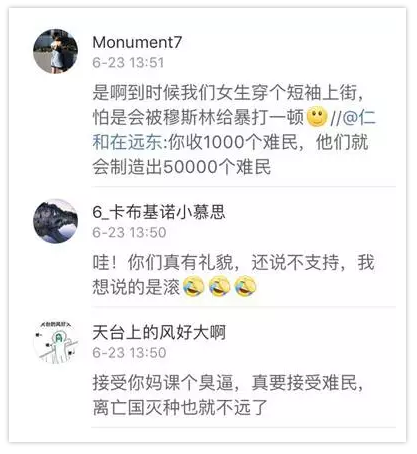 Monument7
6-23 13:51
是啊到时候我们女生穿个短袖上街，
怕是会被穆斯林给暴打一顿🙂//@仁
和在远东:你收1000个难民，他们就
会制造出50000个难民
6_卡布基诺小慕思
6-23 13:50
哇！你们真有礼貌，还说不支持，我
想说的是滚🤣🤣🤣
天台上的风好大啊
6-23 13:50
接受你妈课个臭逼，真要接受难民，
离亡国灭种也就不远了